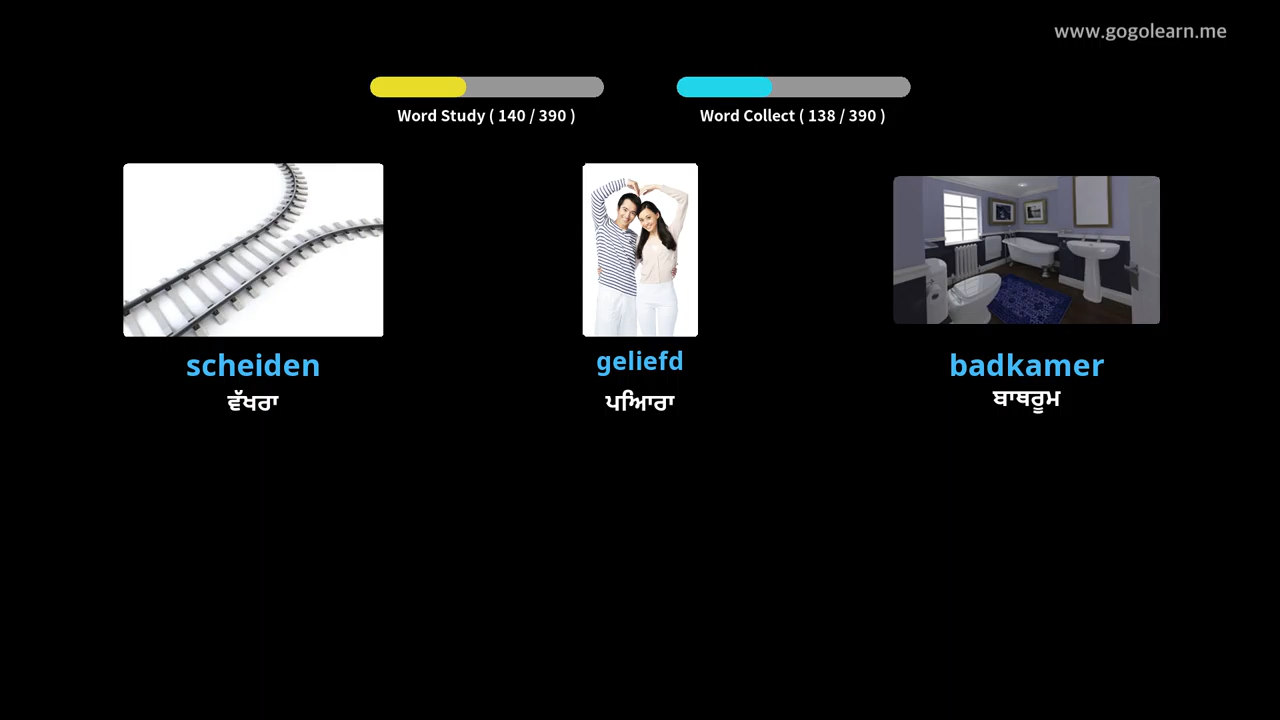 www.gogolearn.me
Word Study ( 140 / 390 )
Word Collect ( 138 / 390 )
scheiden
geliefd
badkamer
ਵੱਖਰਾ
ਪਿਆਰਾ
ਬਾਥਰੂਮ